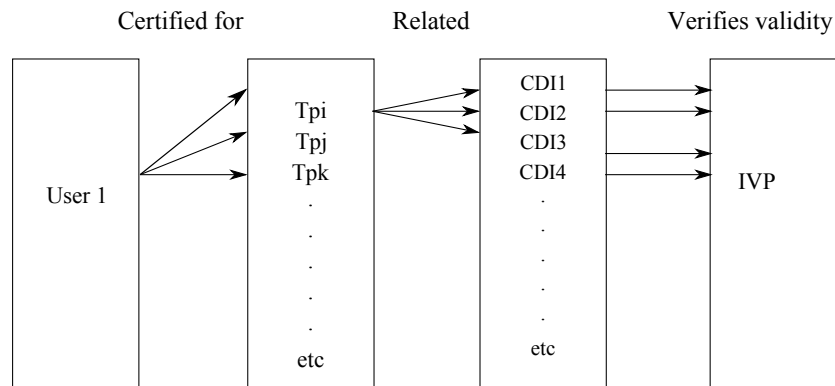 Certified for
Related
Verifies validity
User 1
Tpi
Tpj
Tpk
.
.
.
.
.
etc
CDI1
CDI2
CDI3
CDI4
.
.
.
.
.
etc
IVP